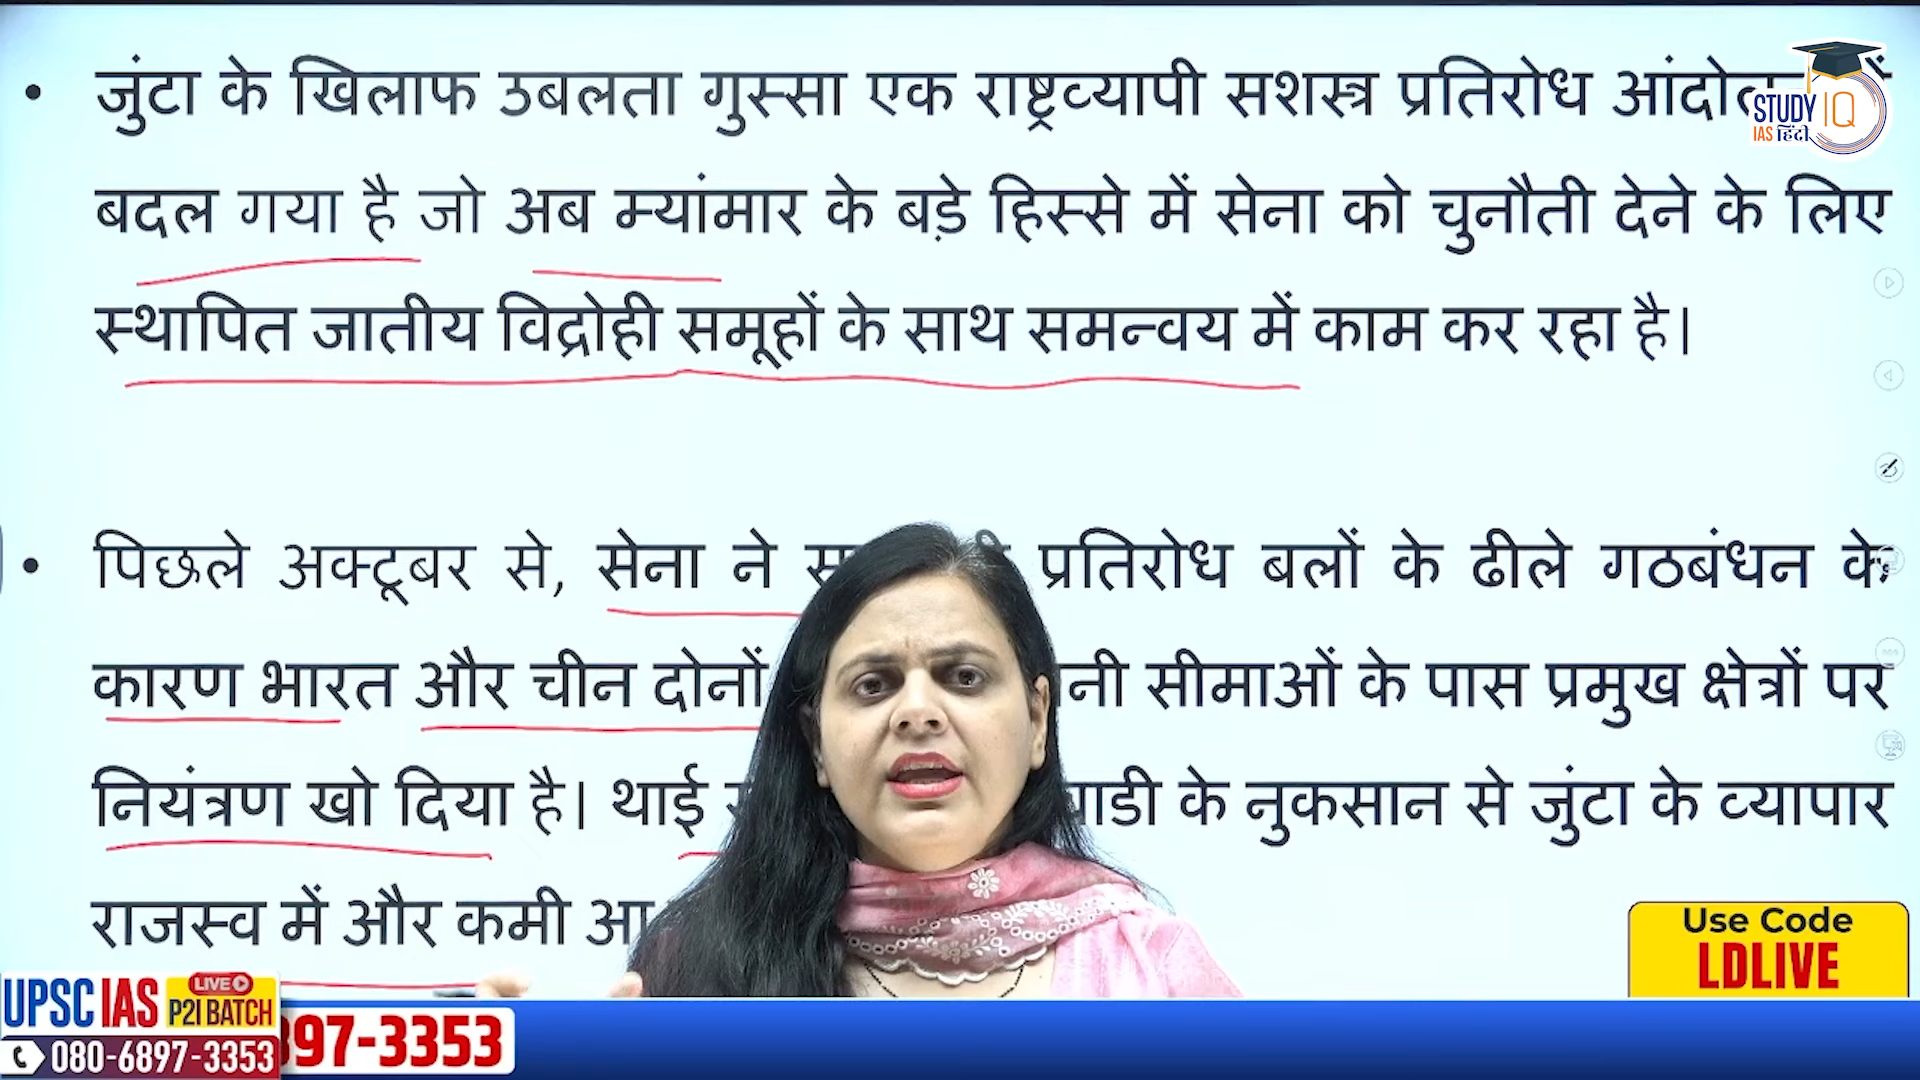 • जुंटा के खिलाफ उबलता गुस्सा एक राष्ट्रव्यापी सशस्त्र प्रतिरोध
STUDY IQ
IAS हिंदी
बदल गया है जो अब म्यांमार के बड़े हिस्से में सेना को चुनौती देने के लिए
स्थापित जातीय विद्रोही समूहों के साथ समन्वय में काम कर रहा है।
• पिछले अक्टूबर से, सेना ने प्रतिरोध बलों के ढीले गठबंधन के
कारण भारत और चीन दोनों सीमाओं के पास प्रमुख क्षेत्रों पर
नियंत्रण खो दिया है। थाई के नुकसान से जुंटा के व्यापार
राजस्व में और कमी
Use Code
LDLIVE
UPSC IAS LIVE P2I BATCH
080-6897-3353
397-3353